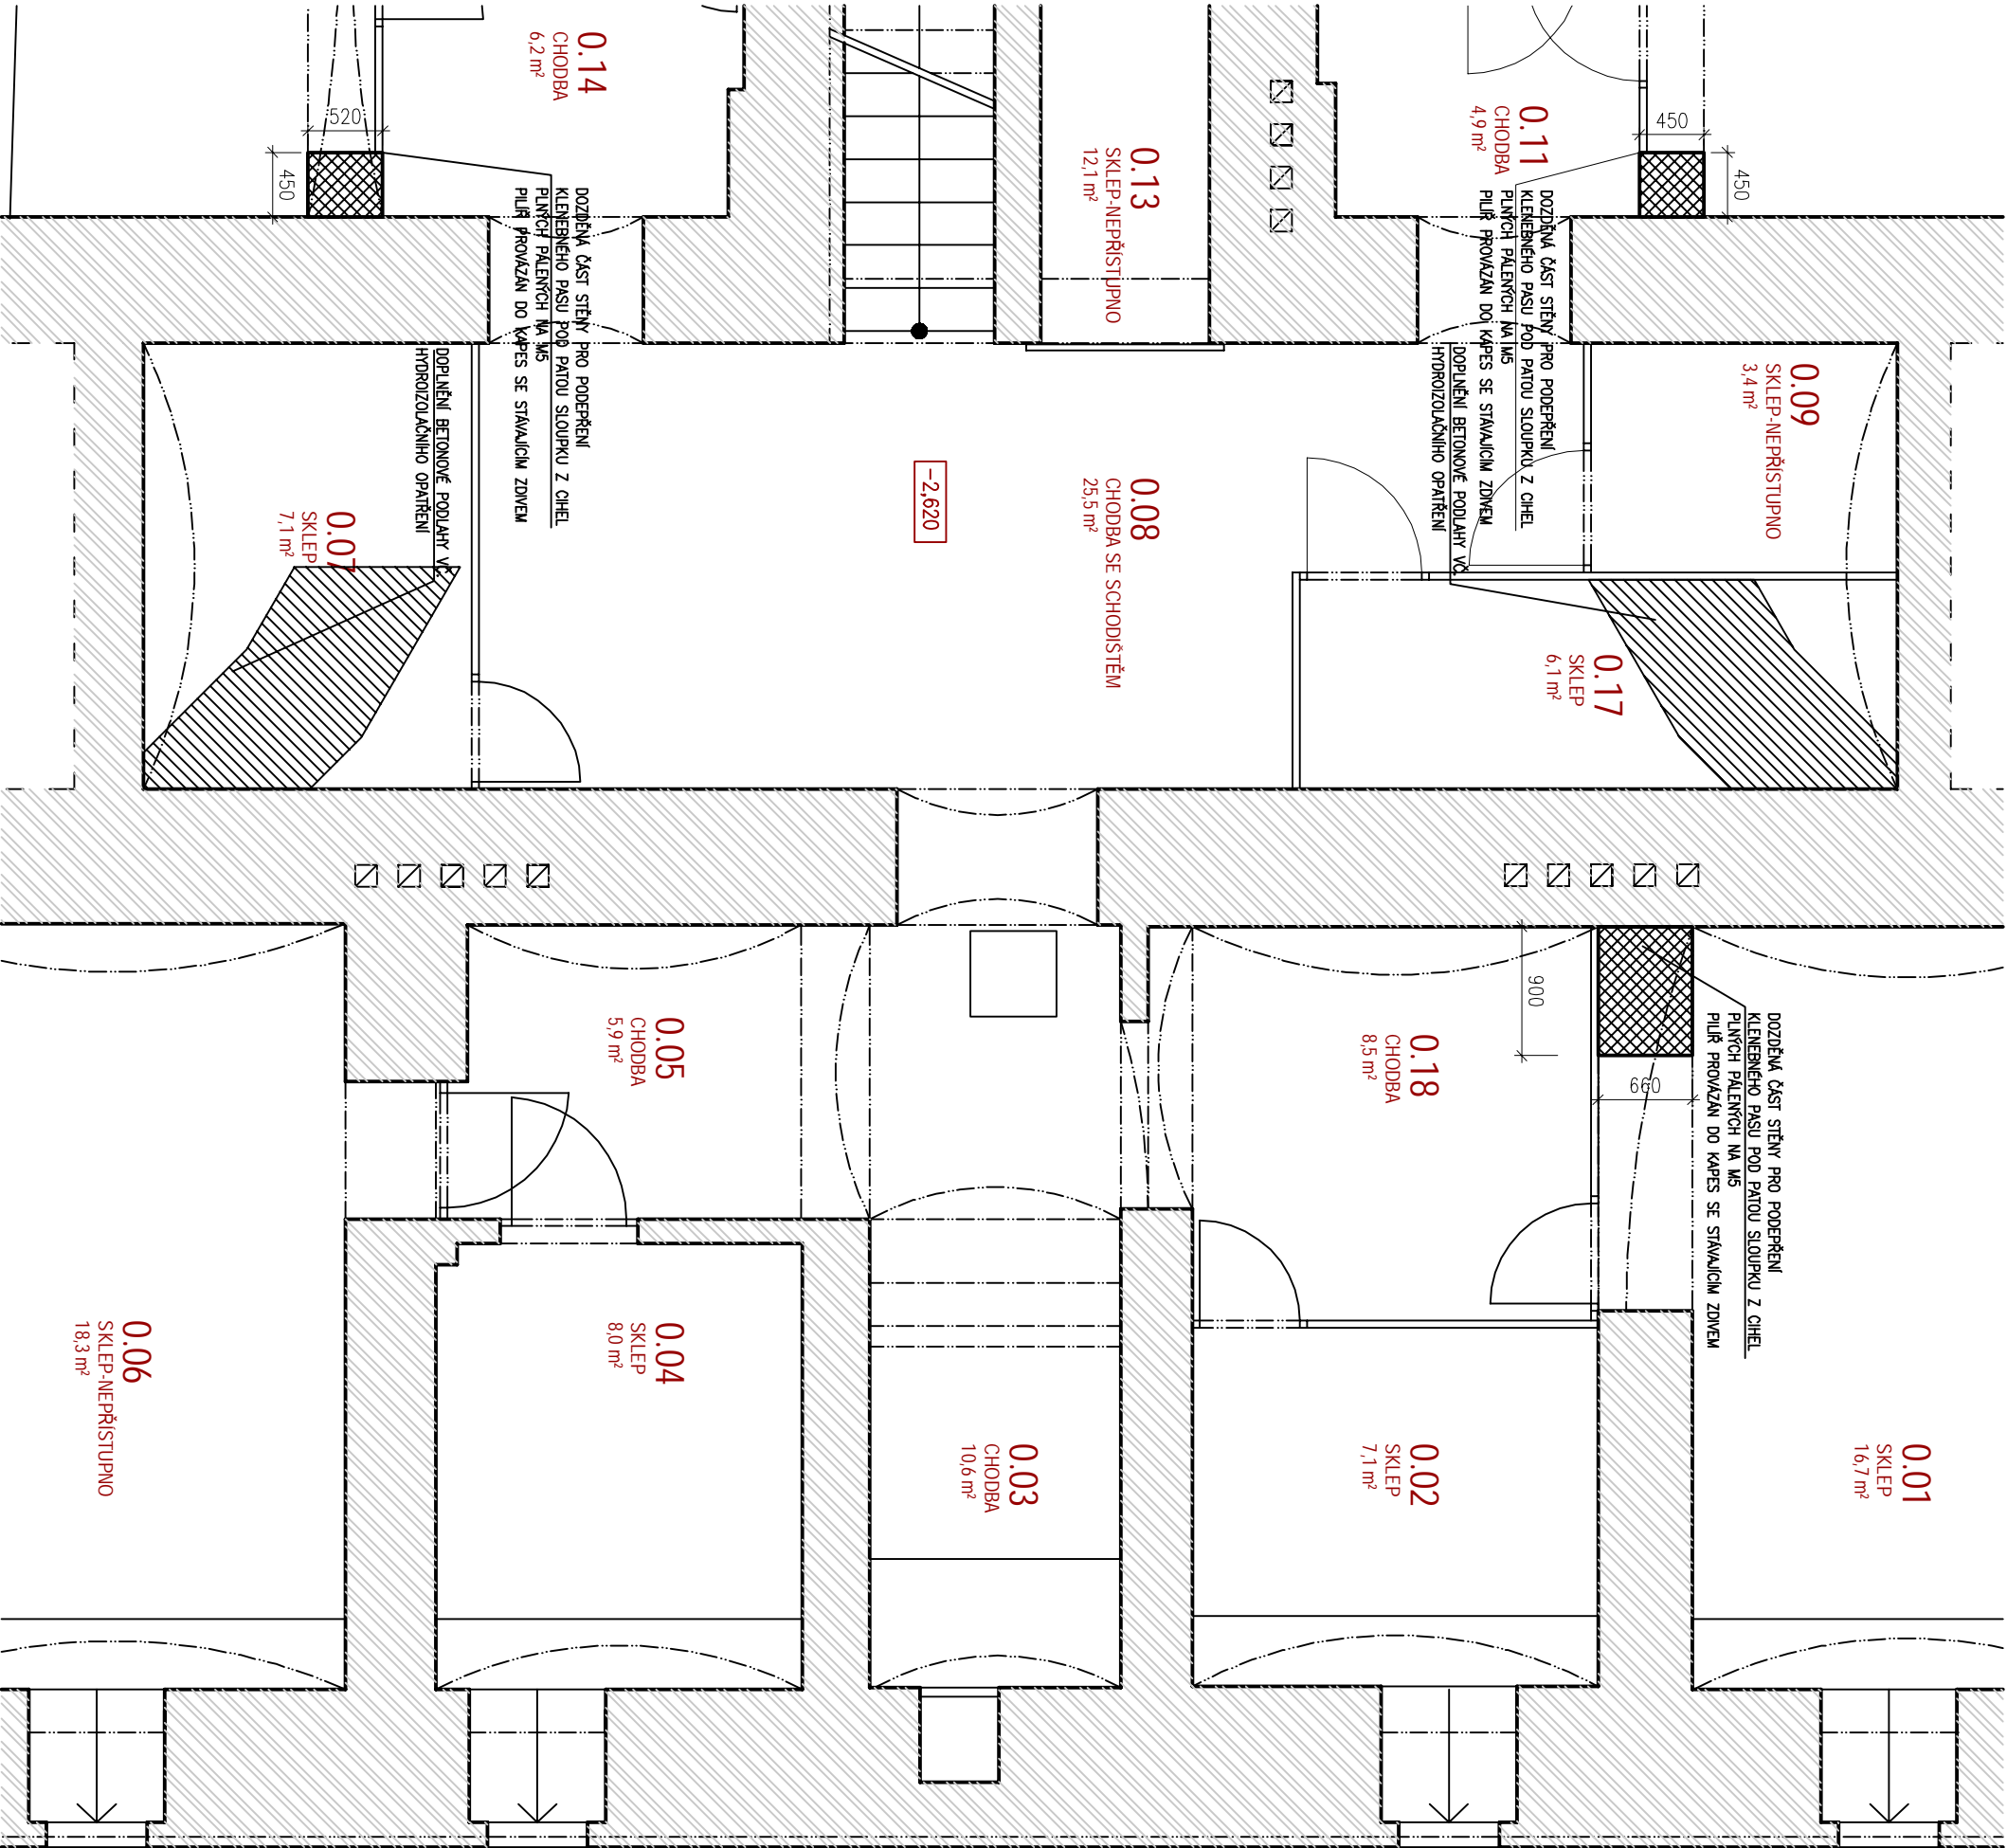 0.14
CHODBA
6,2 m²
520
450
DOZDĚNÁ ČÁST STĚNY PRO PODEPŘENÍ
KLENEBNÉHO PASU POD PATOU SLOUPKU Z CIHEL
PLNÝCH PÁLENÝCH NA M5
PILÍŘ PROVÁZÁN DO KAPES SE STÁVAJÍCÍM ZDIVEM
0.13
SKLEP-NEPŘÍSTUPNO
12,1 m²
0.11
CHODBA
4,9 m²
450
450
DOZDĚNÁ ČÁST STĚNY PRO PODEPŘENÍ
KLENEBNÉHO PASU POD PATOU SLOUPKU Z CIHEL
PLNÝCH PÁLENÝCH NA M5
PILÍŘ PROVÁZÁN DO KAPES SE STÁVAJÍCÍM ZDIVEM
DOPLNĚNÍ BETONOVÉ PODLAHY VČ.
HYDROIZOLAČNÍHO OPATŘENÍ
0.07
SKLEP
7,1 m²
-2,620
0.08
CHODBA SE SCHODIŠTĚM
25,5 m²
DOPLNĚNÍ BETONOVÉ PODLAHY VČ.
HYDROIZOLAČNÍHO OPATŘENÍ
0.09
SKLEP-NEPŘÍSTUPNO
3,4 m²
0.17
SKLEP
6,1 m²
0.05
CHODBA
5,9 m²
0.18
CHODBA
8,5 m²
900
660
DOZDĚNÁ ČÁST STĚNY PRO PODEPŘENÍ
KLENEBNÉHO PASU POD PATOU SLOUPKU Z CIHEL
PLNÝCH PÁLENÝCH NA M5
PILÍŘ PROVÁZÁN DO KAPES SE STÁVAJÍCÍM ZDIVEM
0.06
SKLEP-NEPŘÍSTUPNO
18,3 m²
0.04
SKLEP
8,0 m²
0.03
CHODBA
10,6 m²
0.02
SKLEP
7,1 m²
0.01
SKLEP
16,7 m²